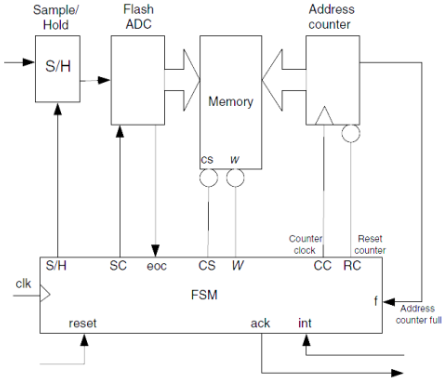 Sample/
Hold
Flash
ADC
Address
counter
S/H
Memory
cs
w
Counter
clock
Reset
counter
S/H
SC
eoc
CS
W
CC
RC
clk
FSM
f
Address
counter full
reset
ack
int